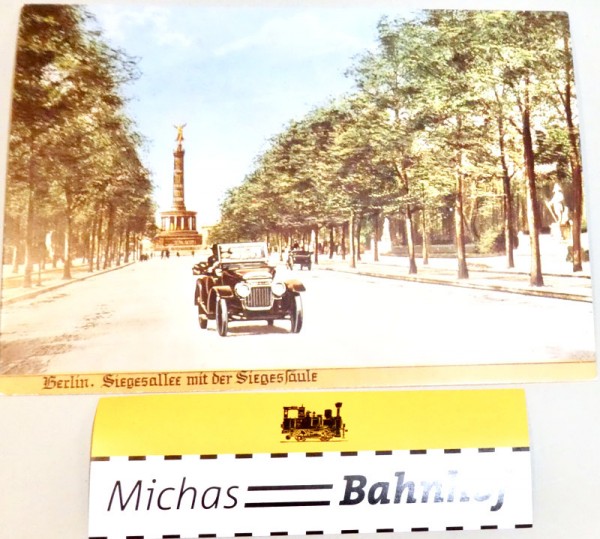 Berlin. Siegesallee mit der Siegesſäule
Michas Bahnhof